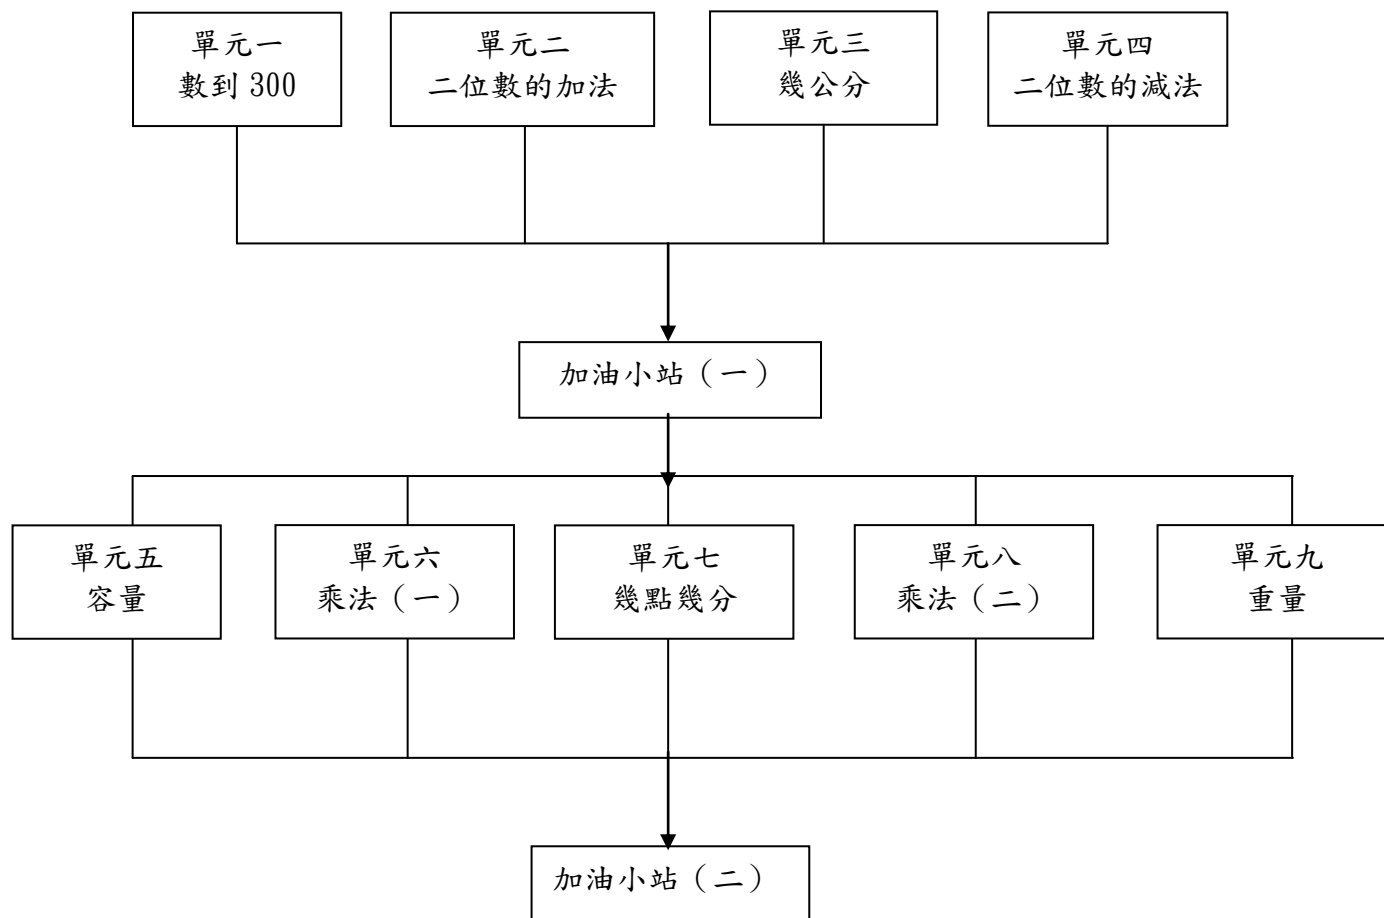 單元一
數到 300
單元二
二位數的加法
單元三
幾公分
單元四
二位數的減法
加油小站（一）
單元五
容量
單元六
乘法（一）
單元七
幾點幾分
單元八
乘法（二）
單元九
重量
加油小站（二）